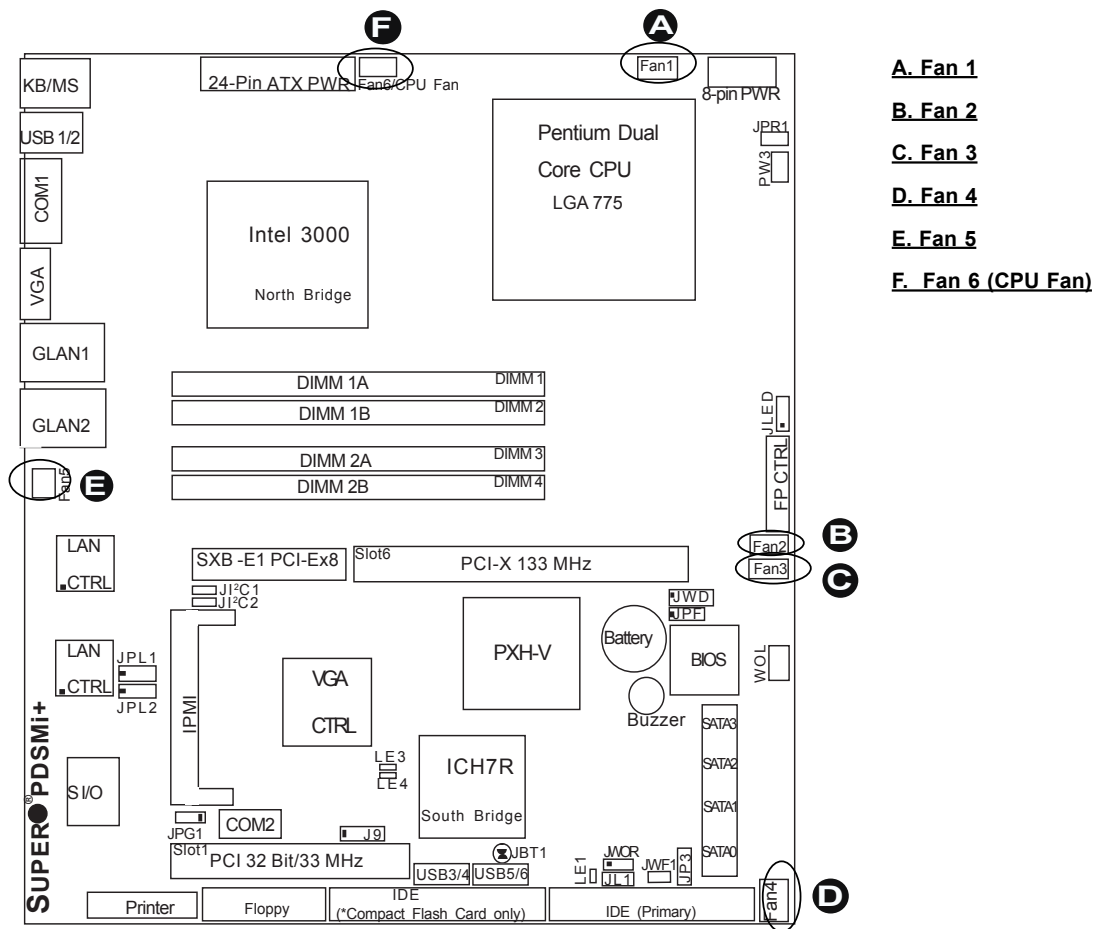 F
A
KB/MS
24-Pin ATX PWR
Fan6/CPU Fan
Fan1
8-pin PWR
A. Fan 1
B. Fan 2
C. Fan 3
D. Fan 4
E. Fan 5
F. Fan 6 (CPU Fan)
USB 1/2
COM1
VGA
GLAN1
GLAN2
Fan5
E
Pentium Dual
Core CPU
LGA 775
JPR1
PW3
Intel 3000
North Bridge
DIMM 1A DIMM 1
DIMM 1B DIMM 2
DIMM 2A DIMM 3
DIMM 2B DIMM 4
JLED
FP CTRL
Fan2
B
Fan3
C
LAN
CTRL
SXB -E1 PCI-Ex8
Slot6
PCI-X 133 MHz
JI²C1
JI²C2
JWD
JPF
LAN
CTRL
JPL1
JPL2
IPMI
VGA
CTRL
PXH-V
Battery
BIOS
WOL
Buzzer
SATA3
SATA2
SATA1
SATA0
LE3
LE4
ICH7R
South Bridge
S I/O
SUPER®PDSMi+
JPG1
COM2
J9
Slot1
PCI 32 Bit/33 MHz
JBT1
USB3/4
USB5/6
LE1
JWOR
JL1
JWF1
JP3
Printer
Floppy
IDE
(*Compact Flash Card only)
IDE (Primary)
Fan4
D